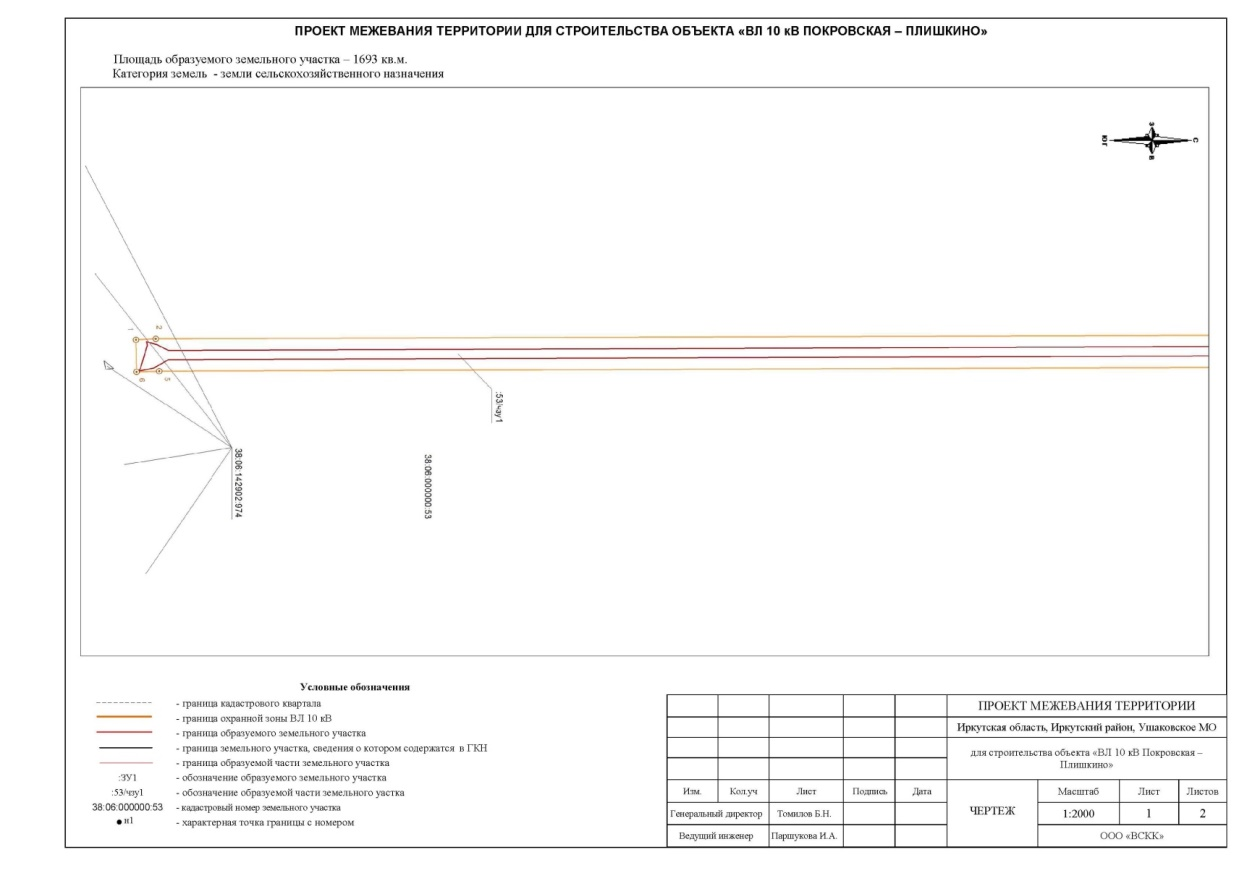 ПРОЕКТ МЕЖЕВАНИЯ ТЕРРИТОРИИ ДЛЯ СТРОИТЕЛЬСТВА ОБЪЕКТА «ВЛ 10 кВ ПОКРОВСКАЯ – ПЛИШКИНО»
Площадь образуемого земельного участка – 1693 кв.м.
Категория земель - земли сельскохозяйственного назначения
З
С
В
ЮГ
1
2
6
5
:53/чзу1
38:06:142902:974
38:06:000000:53
Условные обозначения
- граница кадастрового квартала
- граница охранной зоны ВЛ 10 кВ
- граница образуемого земельного участка
- граница земельного участка, сведения о котором содержатся в ГКН
- граница образуемой части земельного участка
:ЗУ1 - обозначение образуемого земельного участка
:53/чзу1 - обозначение образуемой части земельного уастка
38:06:000000:53 - кадастровый номер земельного участка
н1 - характерная точка границы с номером
ПРОЕКТ МЕЖЕВАНИЯ ТЕРРИТОРИИ
Иркутская область, Иркутский район, Ушаковское МО
для строительства объекта «ВЛ 10 кВ Покровская –
Плишкино»
Изм. Кол.уч Лист Подпись Дата
ЧЕРТЕЖ
Масштаб Лист Листов
Генеральный директор Томилов Б.Н.
1:2000 1 2
Ведущий инженер Паршукова И.А.
ООО «ВСКК»